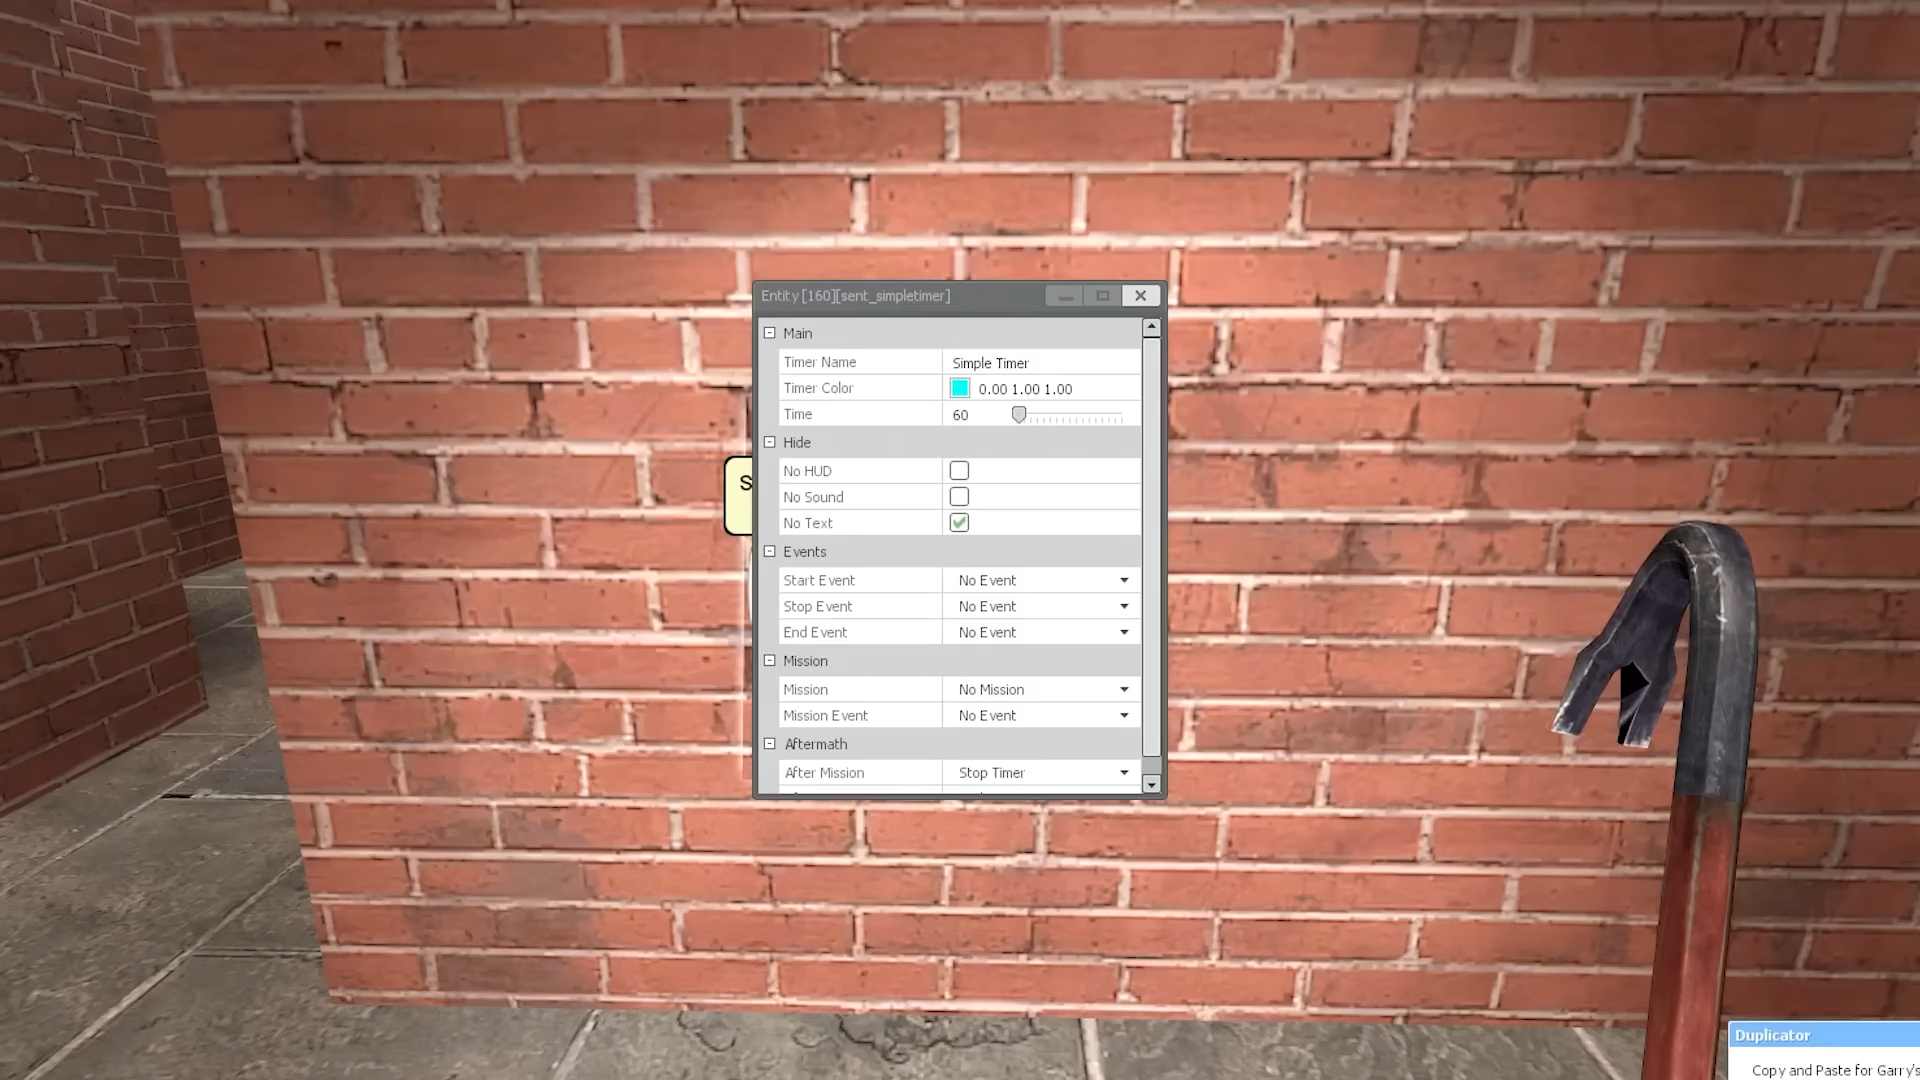 Entity [160][sent_simpletimer]
Main
Timer Name Simple Timer
Timer Color 0.00 1.00 1.00
Time 60
Hide
No HUD
No Sound
No Text
Events
Start Event No Event
Stop Event No Event
End Event No Event
Mission
Mission No Mission
Mission Event No Event
Aftermath
After Mission Stop Timer
S
Duplicator
Copy and Paste for Garry's